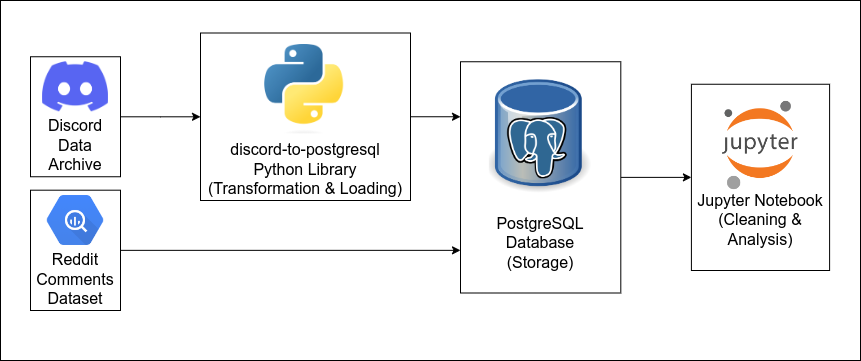 Discord
Data
Archive
discord-to-postgresql
Python Library
(Transformation & Loading)
Reddit
Comments
Dataset
PostgreSQL
Database
(Storage)
jupyter
Jupyter Notebook
(Cleaning &
Analysis)